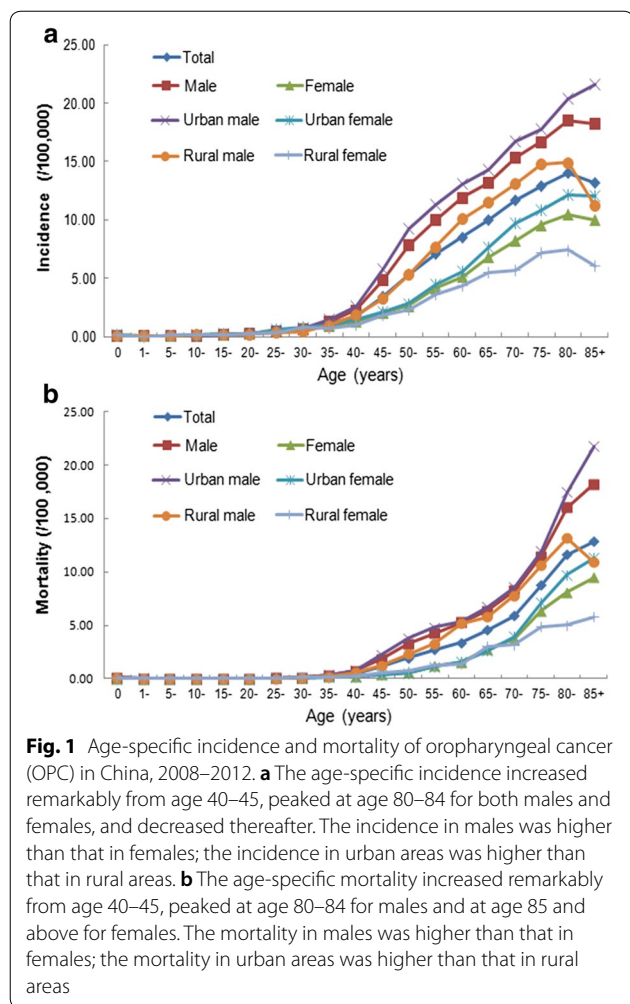 a
25.00
20.00
15.00
10.00
5.00
0.00
Incidence (/100,000)
Total
Male Female
Urban male Urban female
Rural male Rural female
0 1- 5- 10- 15- 20- 25- 30- 35- 40- 45- 50- 55- 60- 65- 70- 75- 80- 85+
Age (years)
b
25.00
20.00
15.00
10.00
5.00
0.00
Mortality (/100 ,000)
Total
Male Female
Urban male Urban female
Rural male Rural female
0 1- 5- 10- 15- 20- 25- 30- 35- 40- 45- 50- 55- 60- 65- 70- 75- 80- 85+
Age (years)
Fig. 1 Age-specific incidence and mortality of oropharyngeal cancer
(OPC) in China, 2008–2012. a The age-specific incidence increased
remarkably from age 40–45, peaked at age 80–84 for both males and
females, and decreased thereafter. The incidence in males was higher
than that in females; the incidence in urban areas was higher than
that in rural areas. b The age-specific mortality increased remarkably
from age 40–45, peaked at age 80–84 for males and at age 85 and
above for females. The mortality in males was higher than that in
females; the mortality in urban areas was higher than that in rural
areas